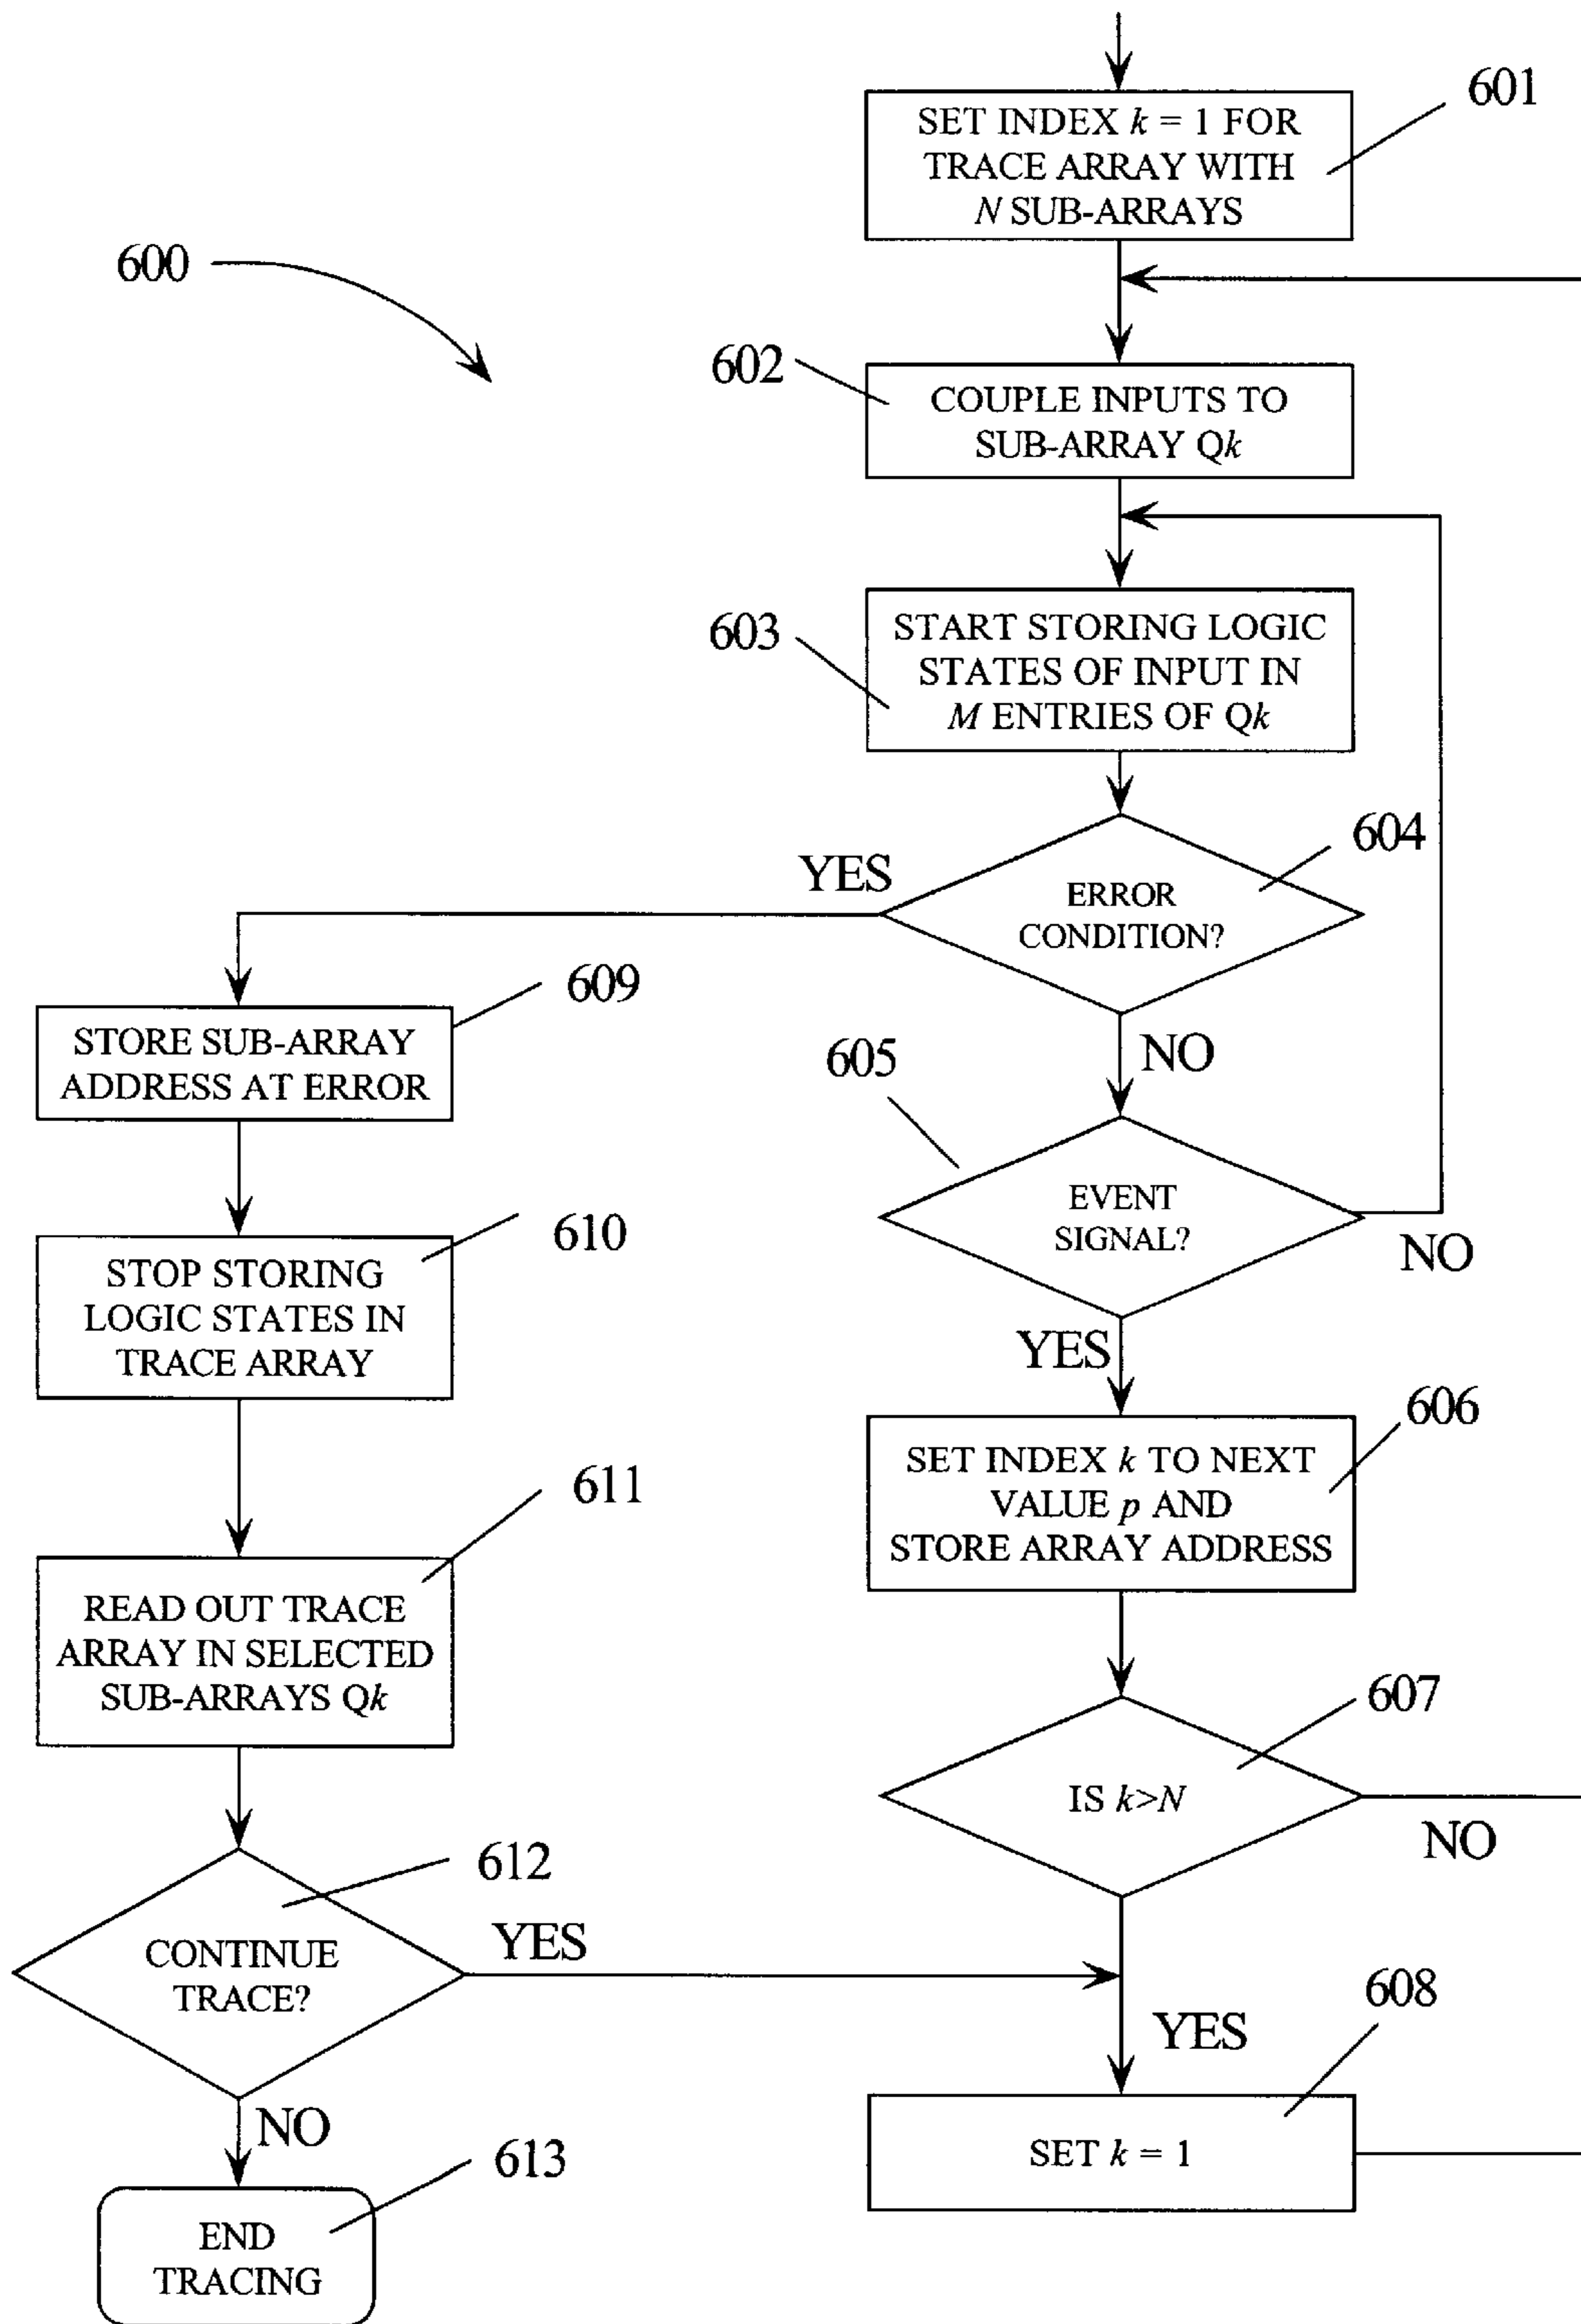 601
SET INDEX k = 1 FOR
TRACE ARRAY WITH
N SUB-ARRAYS
600
602
COUPLE INPUTS TO
SUB-ARRAY Qk
603
START STORING LOGIC
STATES OF INPUT IN
M ENTRIES OF Qk
604
ERROR
CONDITION?
YES
NO
605
EVENT
SIGNAL?
NO
YES
606
SET INDEX k TO NEXT
VALUE p AND
STORE ARRAY ADDRESS
607
IS k>N
NO
YES
608
SET k = 1
609
STORE SUB-ARRAY
ADDRESS AT ERROR
610
STOP STORING
LOGIC STATES IN
TRACE ARRAY
611
READ OUT TRACE
ARRAY IN SELECTED
SUB-ARRAYS Qk
612
CONTINUE
TRACE?
YES
NO
613
END
TRACING